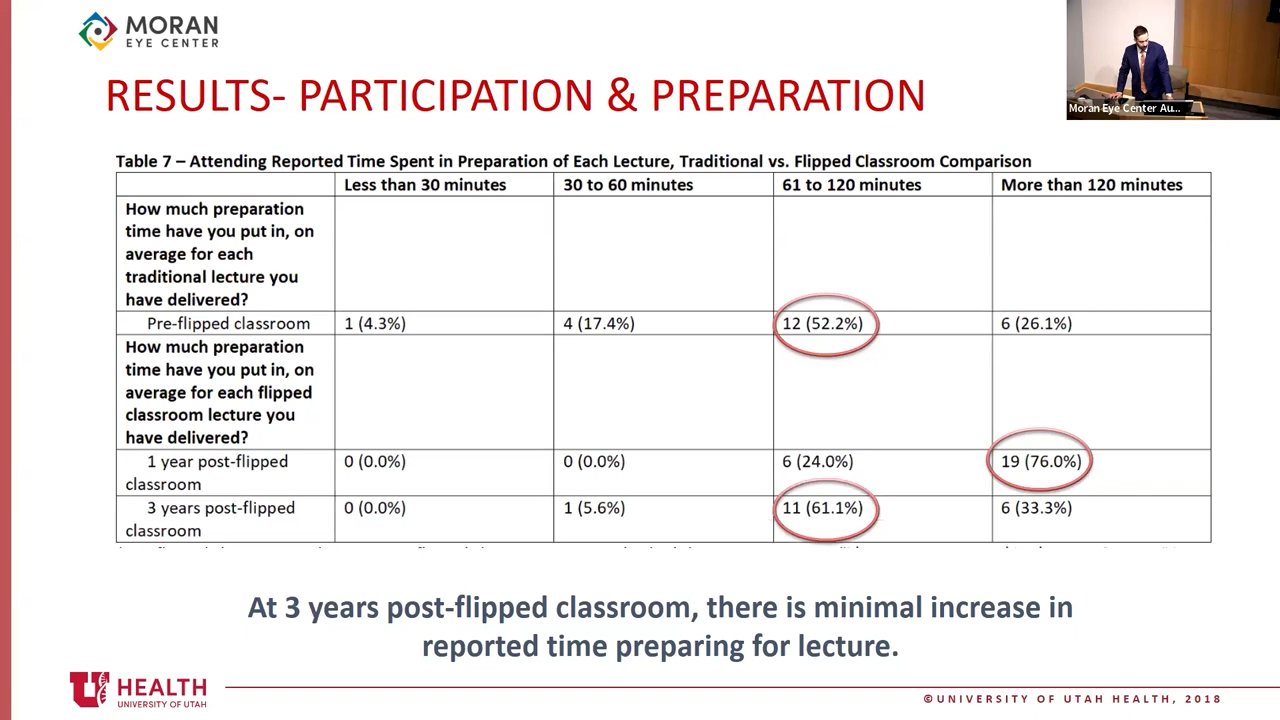 MORAN
EYE CENTER
Moran Eye Center Au...
RESULTS- PARTICIPATION & PREPARATION
Table 7 – Attending Reported Time Spent in Preparation of Each Lecture, Traditional vs. Flipped Classroom Comparison
Less than 30 minutes 30 to 60 minutes 61 to 120 minutes More than 120 minutes
How much preparation
time have you put in, on
average for each
traditional lecture you
have delivered?
Pre-flipped classroom 1 (4.3%) 4 (17.4%) 12 (52.2%) 6 (26.1%)
How much preparation
time have you put in, on
average for each flipped
classroom lecture you
have delivered?
1 year post-flipped 0 (0.0%) 0 (0.0%) 6 (24.0%) 19 (76.0%)
classroom
3 years post-flipped 0 (0.0%) 1 (5.6%) 11 (61.1%) 6 (33.3%)
classroom
At 3 years post-flipped classroom, there is minimal increase in
reported time preparing for lecture.
U HEALTH
UNIVERSITY OF UTAH
©UNIVERSITY OF UTAH HEALTH, 2018